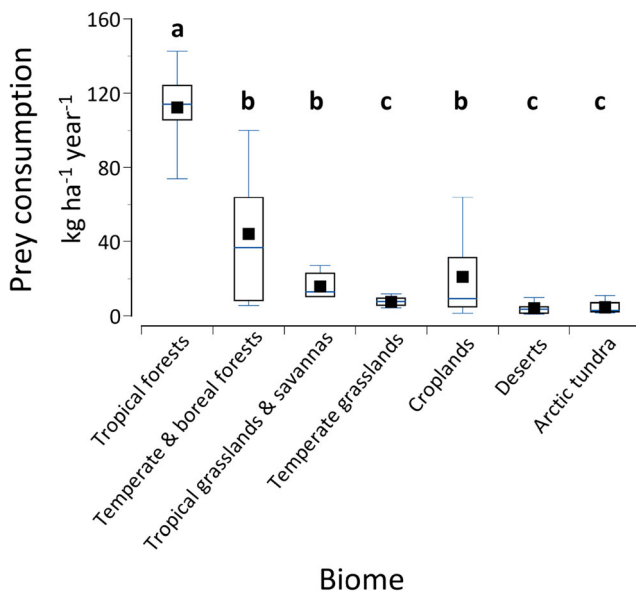 Prey consumption
kg ha⁻¹ year⁻¹
160
120
80
40
0
a
b
b
c
b
c
c
Tropical forests
Temperate & boreal forests
Tropical grasslands & savannas
Temperate grasslands
Croplands
Deserts
Arctic tundra
Biome